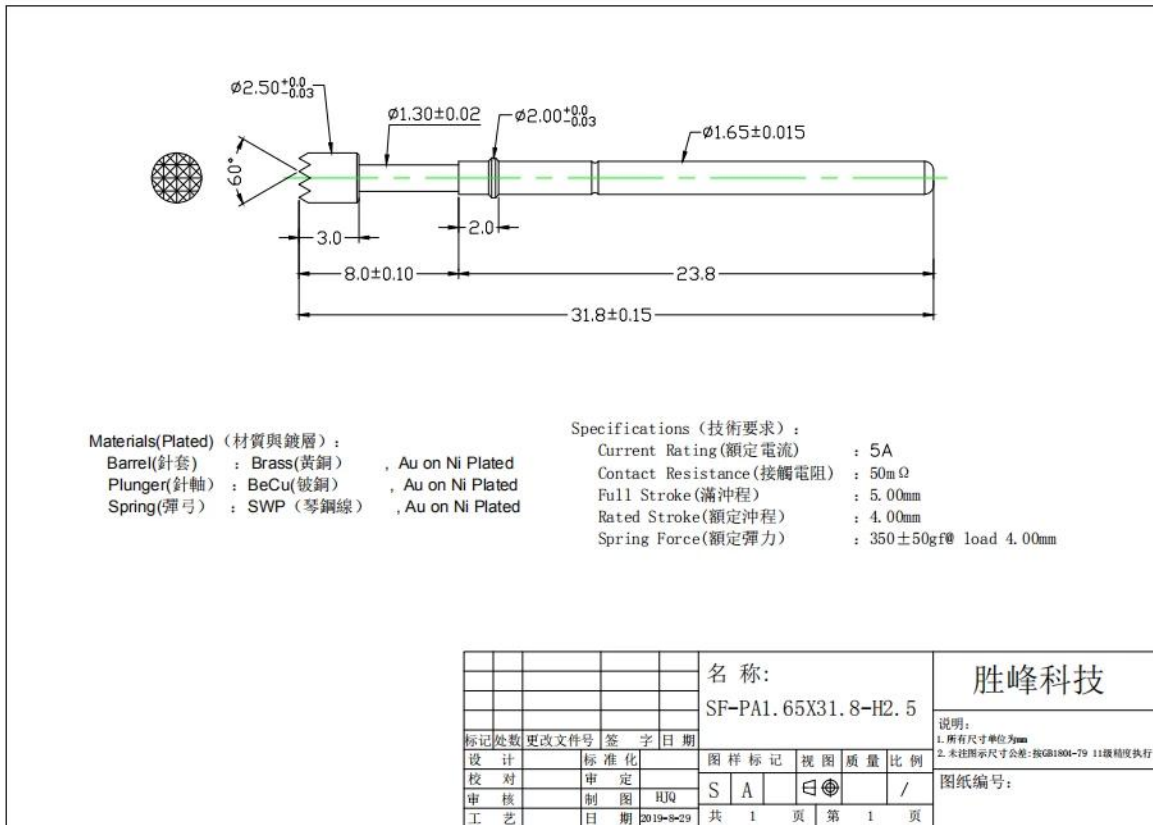 Ø2.50+0.0 -0.03
Ø1.30±0.02
Ø2.00+0.0 -0.03
Ø1.65±0.015
60°
3.0
2.0
8.0±0.10
23.8
31.8±0.15
Materials(Plated)（材質與鍍層）：
Barrel(針套) ：Brass(黃銅) , Au on Ni Plated
Plunger(針軸) ：BeCu(铍銅) , Au on Ni Plated
Spring(彈弓) ：SWP（琴鋼線） , Au on Ni Plated
Specifications（技術要求）：
Current Rating(額定電流) ：5A
Contact Resistance(接觸電阻) ：50mΩ
Full Stroke(滿沖程) ：5.00mm
Rated Stroke(額定沖程) ：4.00mm
Spring Force(額定彈力) ：350±50gf@ load 4.00mm
名 称:
SF-PA1.65X31.8-H2.5
胜峰科技
说明:
1.所有尺寸单位为mm
2.未注图示尺寸公差:按GB1804-79 11级精度执行
标记 处数 更改文件号 签 字 日 期
设 计 标 准 化
图 样 标 记 视 图 质 量 比 例
校 对 审 定
审 核 制 图 HJQ
S A /
图纸编号:
工 艺 日 期 2019-8-29
共 1 页 第 1 页